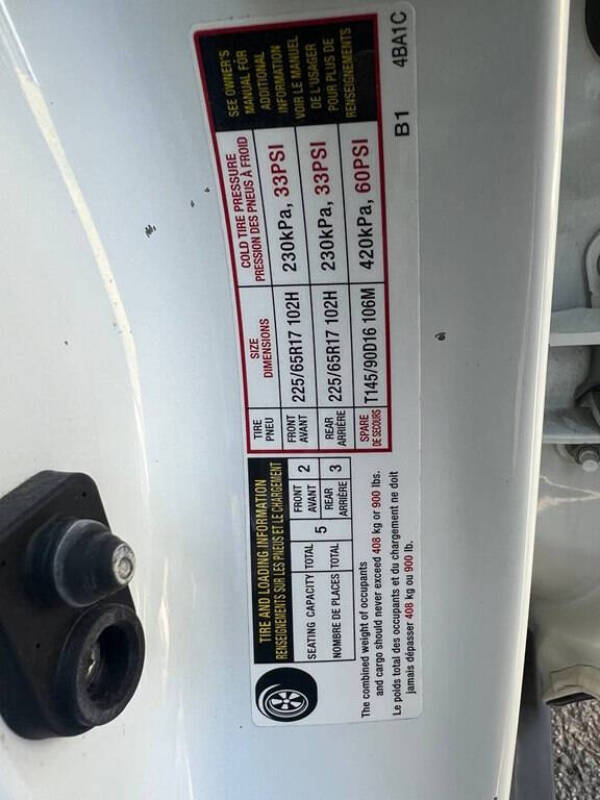 TIRE AND LOADING INFORMATION
RENSEIGNEMENTS SUR LES PNEUS ET LE CHARGEMENT
SEATING CAPACITY TOTAL
NOMBRE DE PLACES TOTAL
5
FRONT
AVANT
2
REAR
ARRIÈRE
3
The combined weight of occupants
and cargo should never exceed 408 kg or 900 lbs.
Le poids total des occupants et du chargement ne doit
jamais dépasser 408 kg ou 900 lb.
TIRE
PNEU
SIZE
DIMENSIONS
COLD TIRE PRESSURE
PRESSION DES PNEUS À FROID
FRONT
AVANT
225/65R17 102H
230kPa, 33PSI
REAR
ARRIÈRE
225/65R17 102H
230kPa, 33PSI
SPARE
DE SECOURS
T145/90D16 106M
420kPa, 60PSI
SEE OWNER'S
MANUAL FOR
ADDITIONAL
INFORMATION
VOIR LE MANUEL
DE L'USAGER
POUR PLUS DE
RENSEIGNEMENTS
B1 4BA1C